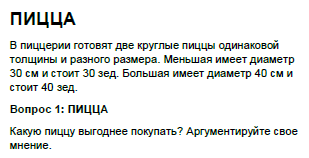 ПИЦЦА
В пиццерии готовят две круглые пиццы одинаковой
толщины и разного размера. Меньшая имеет диаметр
30 см и стоит 30 зед. Большая имеет диаметр 40 см и
стоит 40 зед.
Вопрос 1: ПИЦЦА
Какую пиццу выгоднее покупать? Аргументируйте свое
мнение.